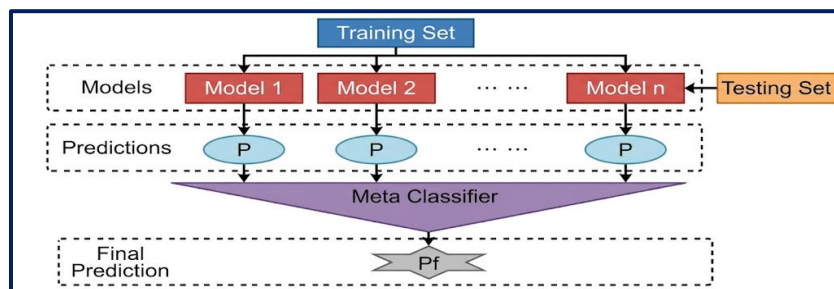 Training Set
Models Model 1 Model 2 ... ... Model n Testing Set
Predictions P P ... ... P
Meta Classifier
Final
Prediction Pf